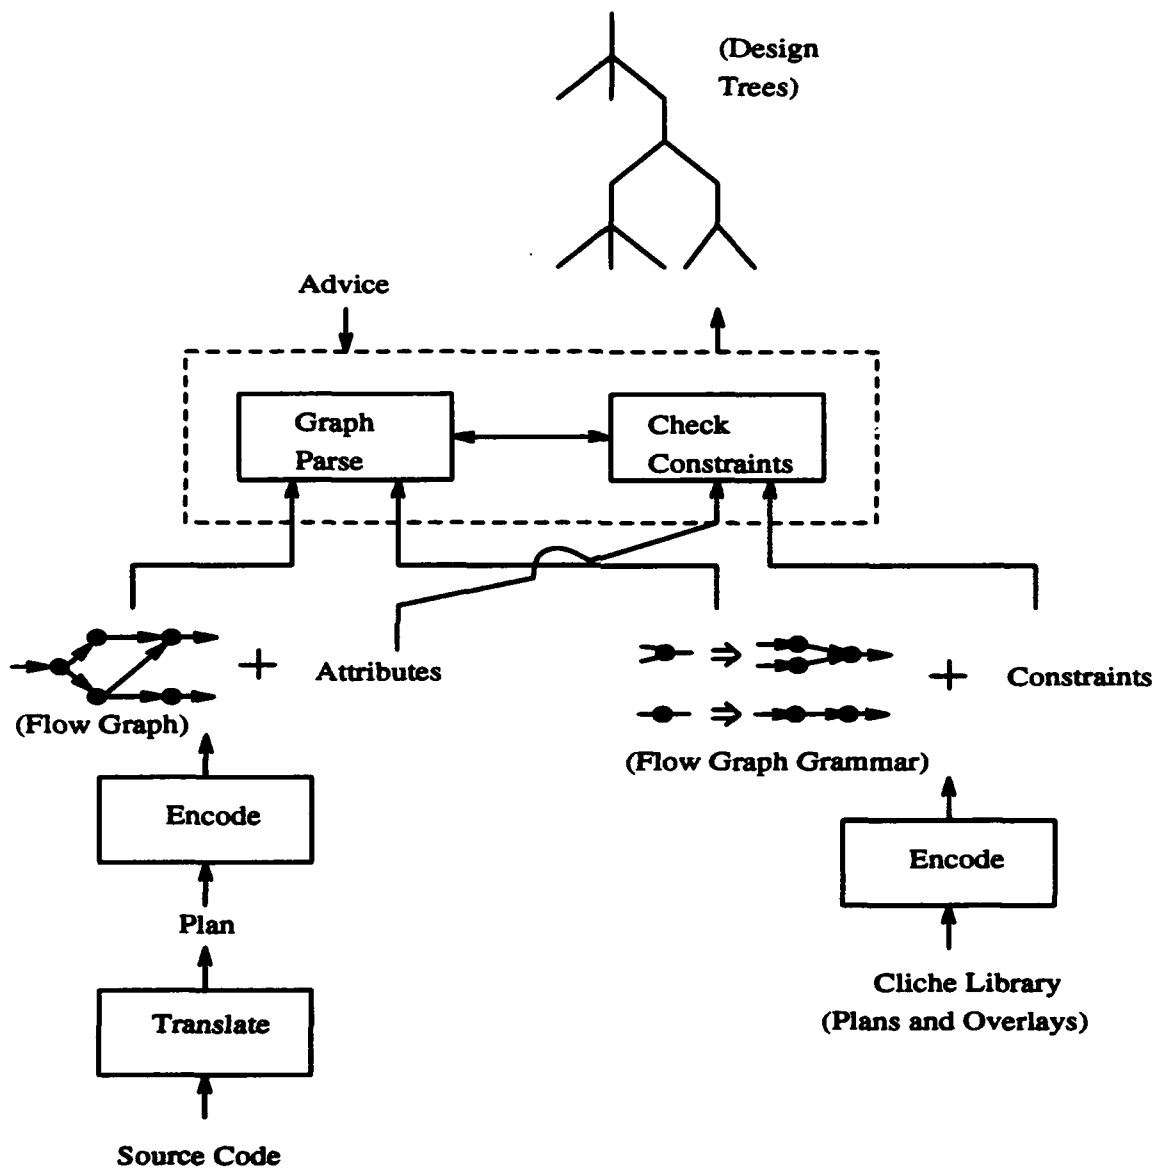 (Design
Trees)
Advice
Graph
Parse
Check
Constraints
+
Attributes
+
Constraints
(Flow Graph)
(Flow Graph Grammar)
Encode
Encode
Plan
Cliche Library
(Plans and Overlays)
Translate
Source Code